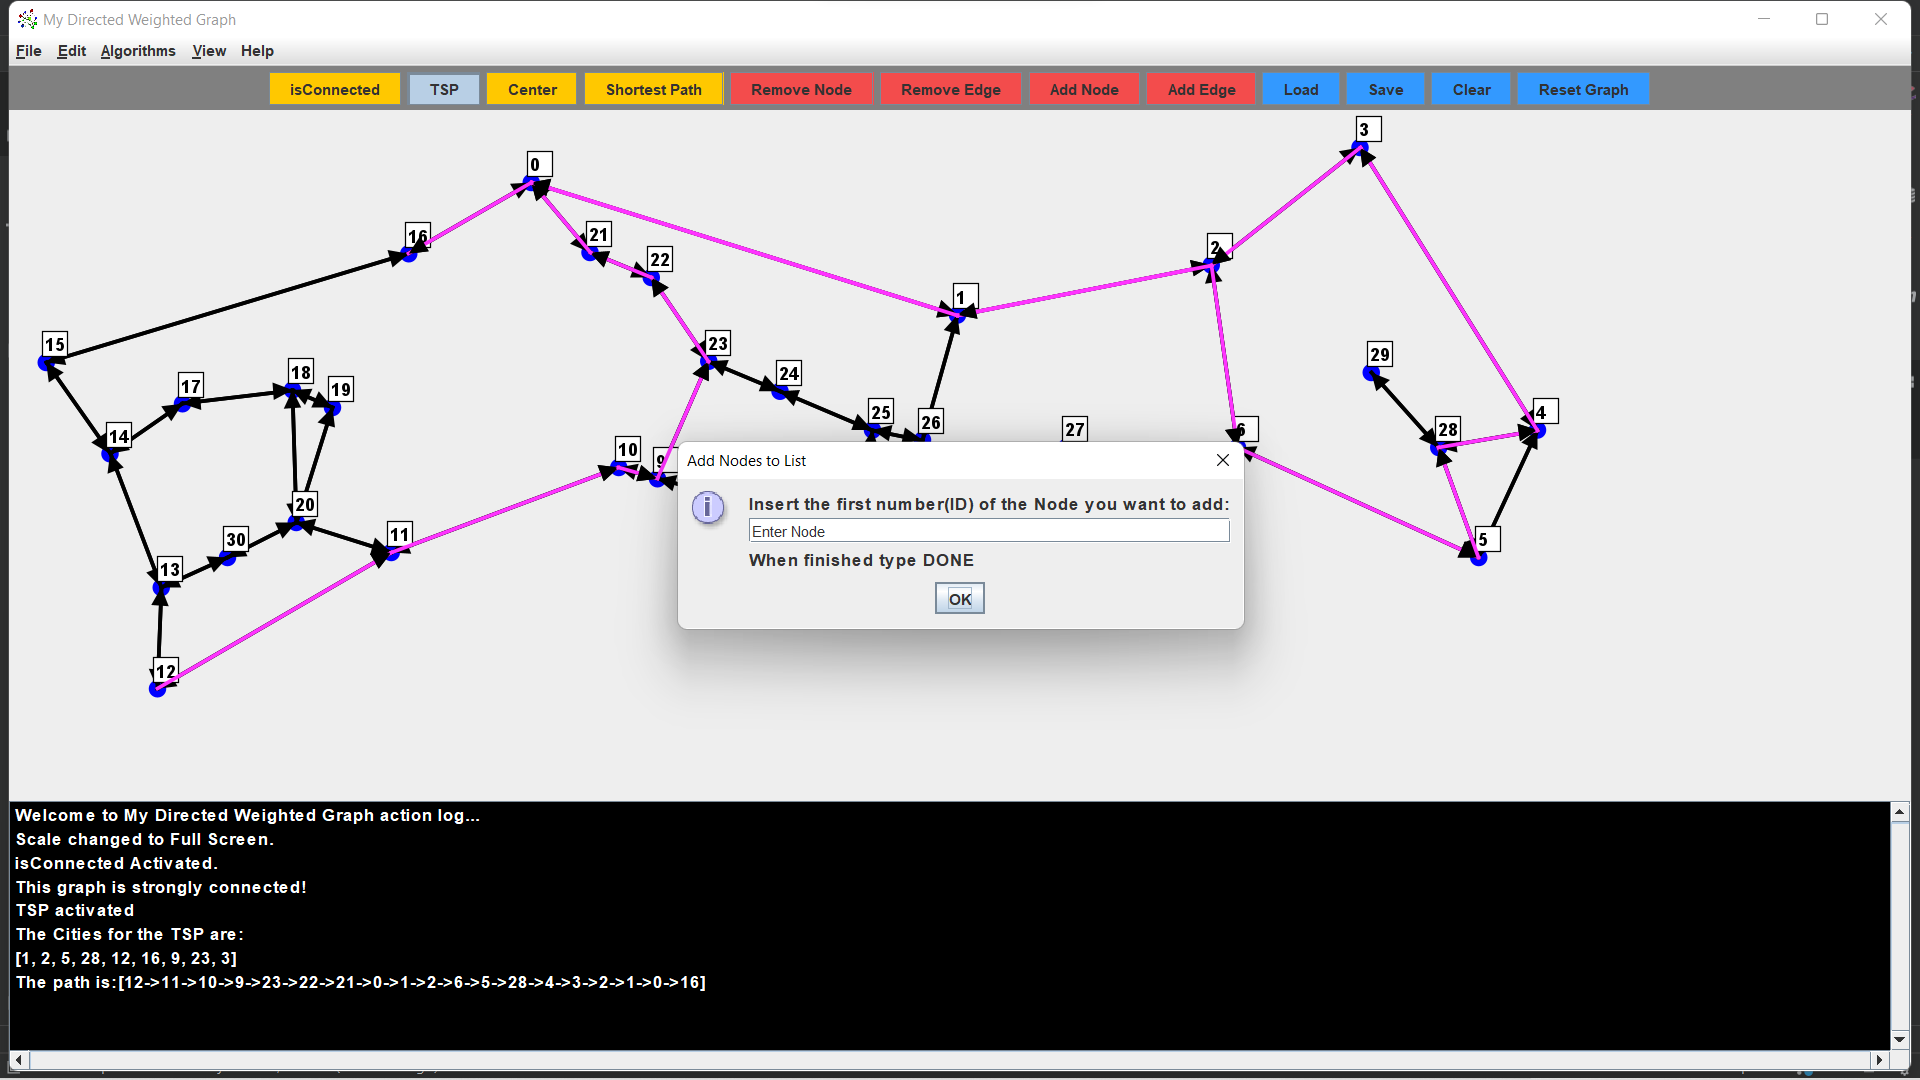 My Directed Weighted Graph
File Edit Algorithms View Help
isConnected TSP Center Shortest Path Remove Node Remove Edge Add Node Add Edge Load Save Clear Reset Graph
3
0
16
21
2
22
1
15
23
18
29
24
17
19
25
4
26
27
28
6
14
10
9
20
11
30
5
13
12
Add Nodes to List
Insert the first number(ID) of the Node you want to add:
Enter Node
When finished type DONE
OK
Welcome to My Directed Weighted Graph action log...
Scale changed to Full Screen.
isConnected Activated.
This graph is strongly connected!
TSP activated
The Cities for the TSP are:
[1, 2, 5, 28, 12, 16, 9, 23, 3]
The path is:[12->11->10->9->23->22->21->0->1->2->6->5->28->4->3->2->1->0->16]